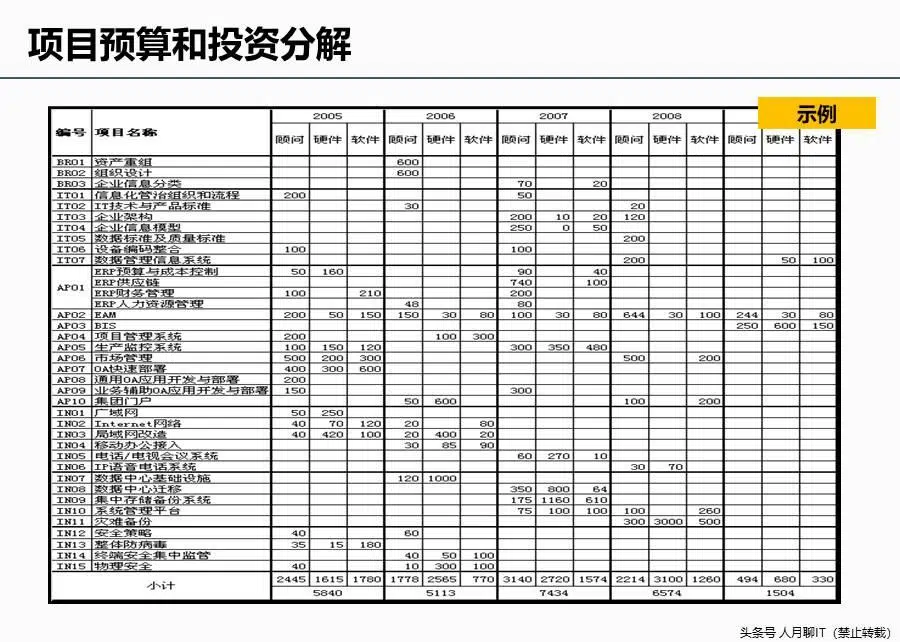 项目预算和投资分解
示例
2005 2006 2007 2008
编号 项目名称 顾问 硬件 软件 顾问 硬件 软件 顾问 硬件 软件 顾问 硬件 软件 顾问 硬件 软件
BR01 资产重组 600
BR02 组织设计 600
BR03 企业信息分类 70 20
IT01 信息化管治组织和流程 200 50
IT02 IT技术与产品标准 30 20
IT03 企业架构 200 10 20 120
IT04 企业信息模型 250 0 50
IT05 数据标准及质量标准 200
IT06 设备编码整合 100 100
IT07 数据管理信息系统 200 50 100
AP01 ERP预算与成本控制 50 160 90 40
ERP供应链 740 100
ERP财务管理 100 210 200
ERP人力资源管理 48 80
AP02 EAM 200 50 150 150 30 80 100 30 80 644 30 100 244 30 80
AP03 BIS 250 600 150
AP04 项目管理系统 200 100 300
AP05 生产监控系统 100 150 120 300 350 480
AP06 市场管理 500 200 300 500 200
AP07 OA快速部署 400 300 600
AP08 通用OA应用开发与部署 200
AP09 业务辅助OA应用开发与部署 150 300
AP10 集团门户 50 600 100 200
IN01 广域网 50 250
IN02 Internet网络 40 70 120 20 80
IN03 局域网改造 40 420 100 20 400 20
IN04 移动办公接入 30 85 90
IN05 电话/电视会议系统 60 270 10
IN06 IP语音电话系统 30 70
IN07 数据中心基础设施 120 1000
IN08 数据中心迁移 350 800 64
IN09 集中存储备份系统 175 1160 610
IN10 系统管理平台 75 100 100 100 260
IN11 灾难备份 300 3000 500
IN12 安全策略 40 60
IN13 整体防病毒 35 15 180
IN14 终端安全集中监管 40 50 100
IN15 物理安全 40 10 300 100
小计 2445 1615 1780 1778 2565 770 3140 2720 1574 2214 3100 1260 494 680 330
5840 5113 7434 6574 1504
头条号 人月聊IT（禁止转载）